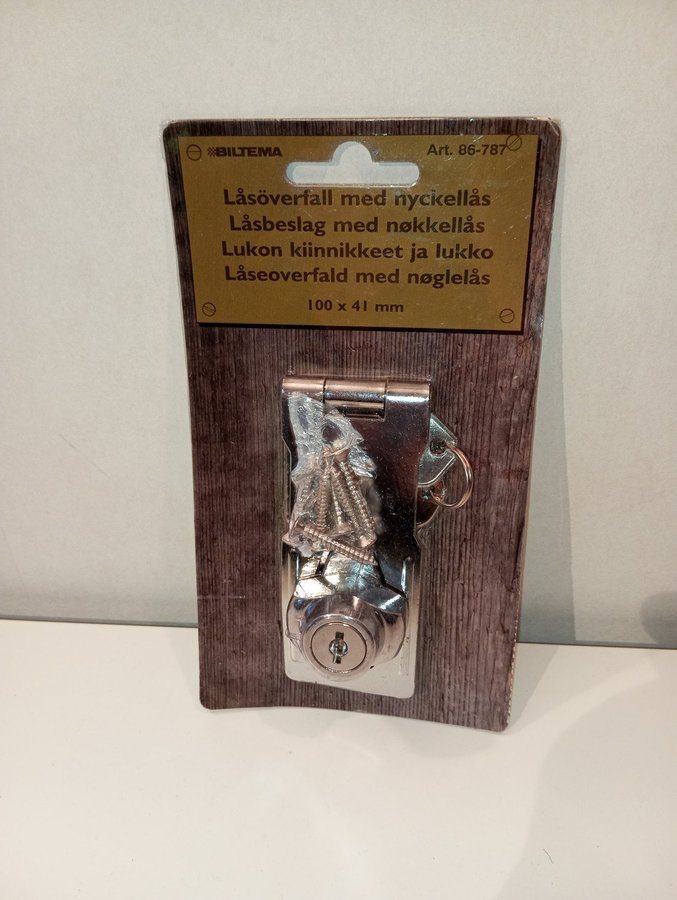 BILTEMA Art. 86-787
Låsöverfall med nyckellås
Låsbeslag med nøkkellås
Lukon kiinnikkeet ja lukko
Låseoverfald med nøglelås
100 x 41 mm